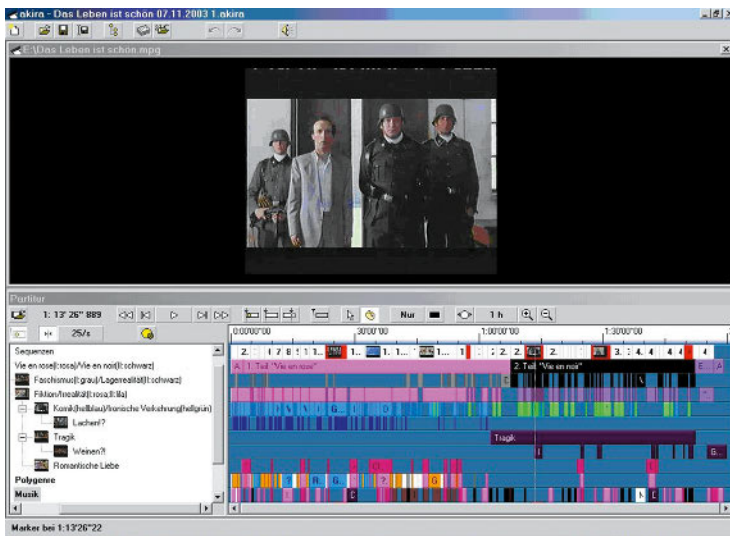 akira - Das Leben ist schön 07.11.2003 1.akira
E:\Das Leben ist schön.mpg
Partitur
1: 13' 26" 889
Nur
1 h
25/s
0:00'00"00
30'00"00
1:00'00"00
1:30'00"00
Sequenzen
Vie en rose(I:rosa)/Vie en noir(II:schwarz)
A 1. Teil "Vie en rose"
2. Teil "Vie en noir"
E...
A
Faschismus(I:grau)/Lagerrealität(II:schwarz)
Fiktion/Irrealität(I:rosa,II:lila)
Komik(hellblau)/Ironische Verkehrung(hellgrün)
Lachen!?
Tragik
Tragik
Weinen?!
G...
Romantische Liebe
Polygenre
Musik
Marker bei 1:13'26"22